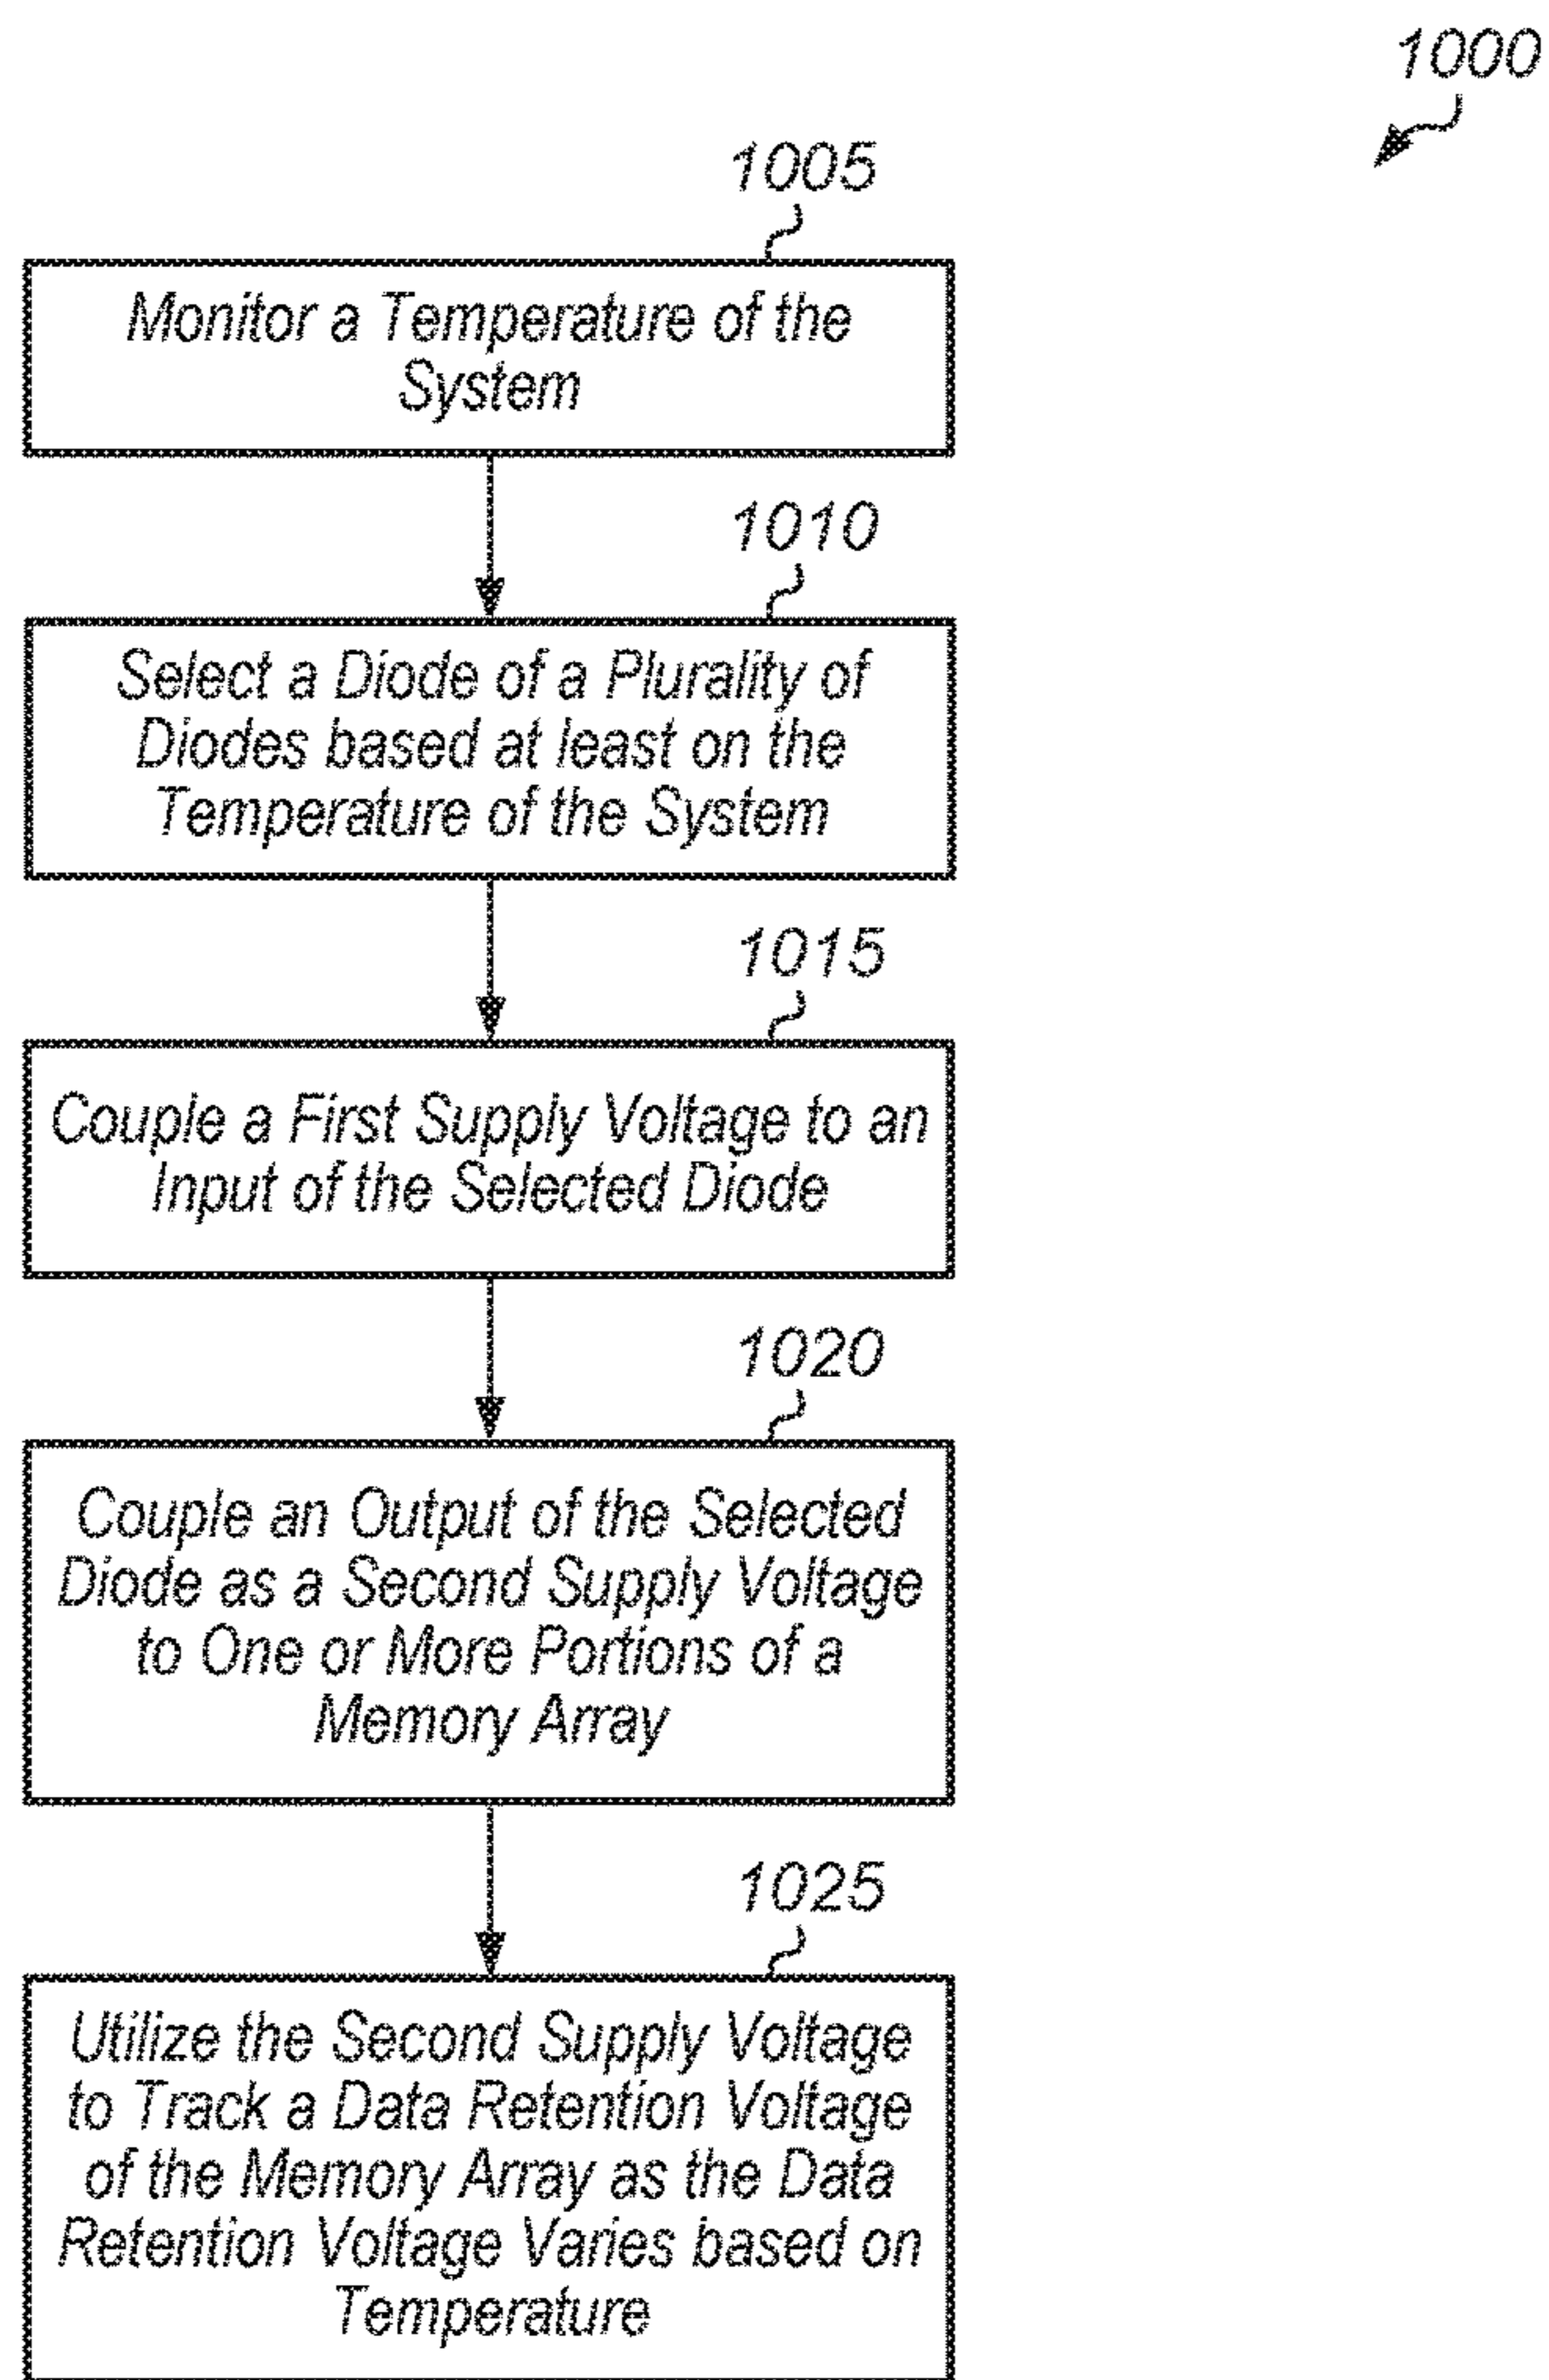 1000
1005
Monitor a Temperature of the
System
1010
Select a Diode of a Plurality of
Diodes based at least on the
Temperature of the System
1015
Couple a First Supply Voltage to an
Input of the Selected Diode
1020
Couple an Output of the Selected
Diode as a Second Supply Voltage
to One or More Portions of a
Memory Array
1025
Utilize the Second Supply Voltage
to Track a Data Retention Voltage
of the Memory Array as the Data
Retention Voltage Varies based on
Temperature